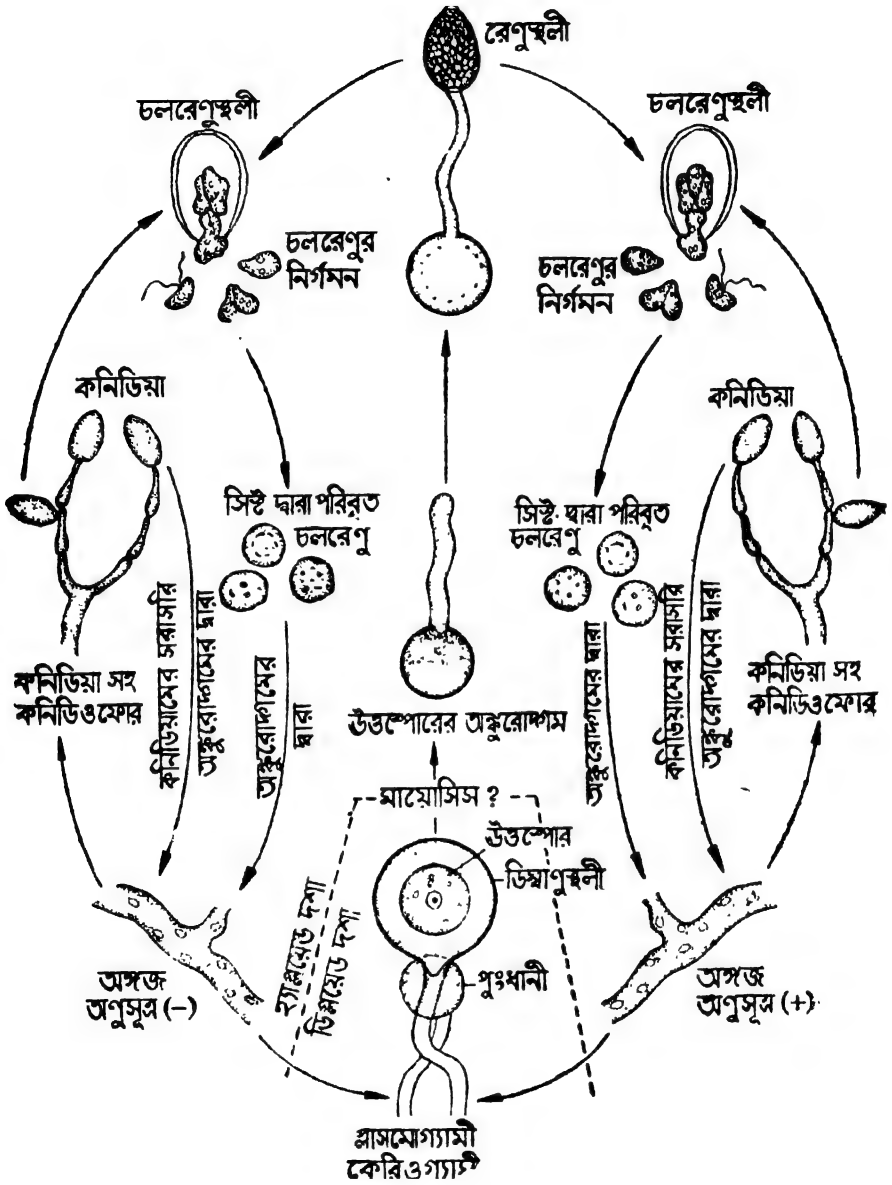 রেণুস্থলী
চলরেণুস্থলী
চলরেণুস্থলী
চলরেণুর
নির্গমন
চলরেণুর
নির্গমন
কনিডিয়া
কনিডিয়া
সিষ্ট দ্বারা পরিবৃত
চলরেণু
সিষ্ট দ্বারা পরিবৃত
চলরেণু
কনিডিয়ামের সরাসরি
অঙ্কুরোদ্গমের দ্বারা
অঙ্কুরোদ্গমের
দ্বারা
অঙ্কুরোদ্গমের দ্বারা
কনিডিয়ামের সরাসরি
অঙ্কুরোদ্গমের দ্বারা
কনিডিয়া সহ
কনিডিওফোর
কনিডিয়া সহ
কনিডিওফোর
ঊওস্পোরের অঙ্কুরোদ্গম
মায়োসিস ?
ঊওস্পোর
ডিম্বাণুস্থলী
হ্যাপ্লয়েড দশা
ডিপ্লয়েড দশা
পুংধানী
অঙ্গজ
অণুসূত্র (-)
অঙ্গজ
অণুসূত্র (+)
প্লাসমোগ্যামী
কেরিওগ্যামী